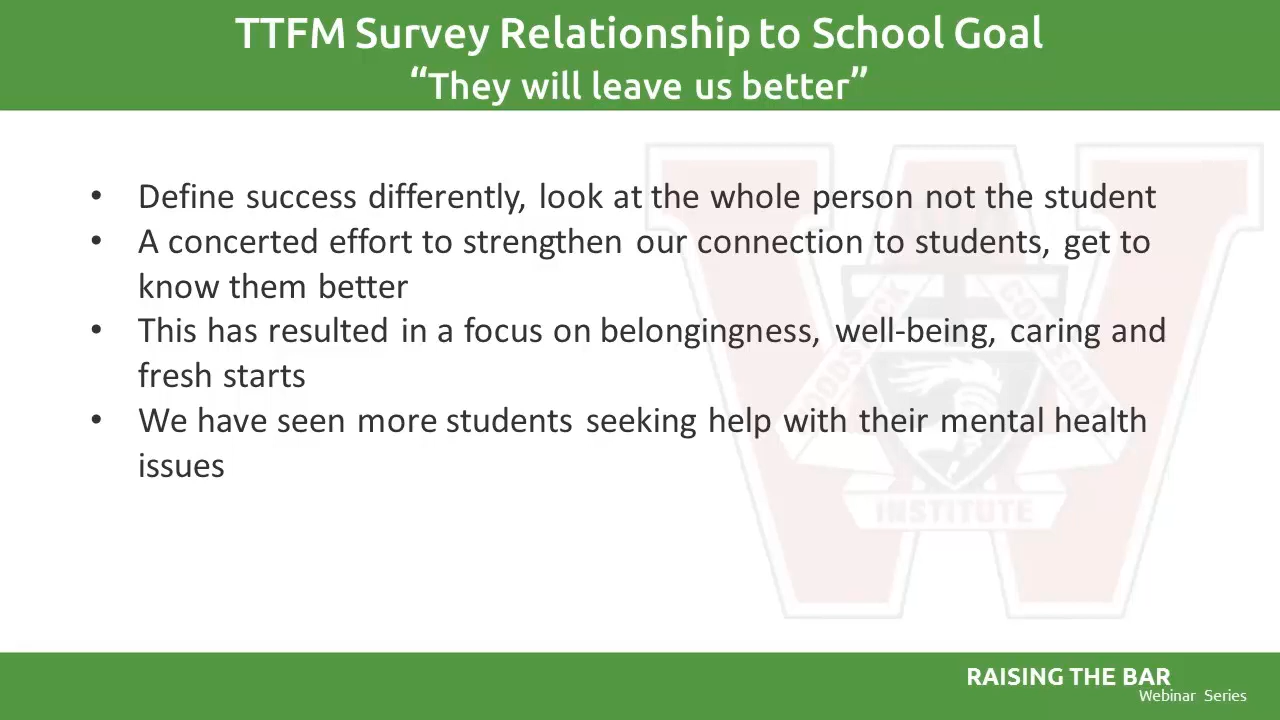 TTFM Survey Relationship to School Goal
“They will leave us better”
• Define success differently, look at the whole person not the student
• A concerted effort to strengthen our connection to students, get to
know them better
• This has resulted in a focus on belongingness, well-being, caring and
fresh starts
• We have seen more students seeking help with their mental health
issues
INSTITUTE
RAISING THE BAR
Webinar Series